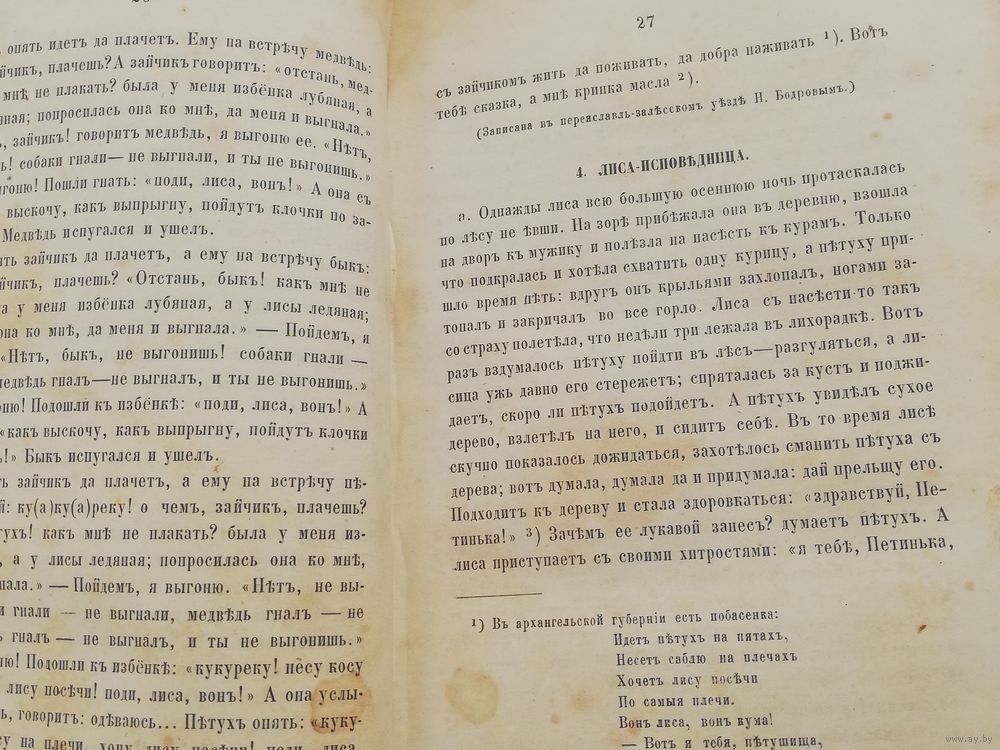 опять идетъ да плачетъ. Ему на встрѣчу медвѣдь:
плачешь? А зайчикъ говоритъ: «отстань, мед-
мнѣ не плакать? была у меня избёнка лубяная, а
попросилась она ко мнѣ, да меня и выгнала.»
зайчикъ! говоритъ медвѣдь, я выгоню ее. «Нѣтъ,
собаки гнали — не выгнали, и ты не выгонишь.»
Пошли гнать: «поди, лиса, вонъ!» А она съ
выскочу, какъ выпрыгну, пойдутъ клочки по за-
Медвѣдь испугался и ушелъ.
зайчикъ да плачетъ, а ему на встрѣчу быкъ:
плачешь? «Отстань, быкъ! какъ мнѣ не
у меня избёнка лубяная, а у лисы ледяная;
ко мнѣ, да меня и выгнала.» — Пойдемъ, я
«Нѣтъ, быкъ, не выгонишь! собаки гнали —
гналъ—не выгналъ, и ты не выгонишь.»
Подошли къ избёнкѣ: «поди, лиса, вонъ!» А
«какъ выскочу, какъ выпрыгну, пойдутъ клочки
Быкъ испугался и ушелъ.
зайчикъ да плачетъ, а ему на встрѣчу пѣ-
ку(а)ку(а)реку! о чемъ, зайчикъ, плачешь?
какъ мнѣ не плакать? была у меня из-
а у лисы ледяная; попросилась она ко мнѣ,
— Пойдемъ, я выгоню. «Нѣтъ, не вы-
гнали — не выгнали, медвѣдь гналъ — не
гналъ — не выгналъ, и ты не выгонишь.»
Подошли къ избёнкѣ: «кукуреку! несу косу
лису посѣчи! поди, лиса, вонъ!» А она услы-
говоритъ: одѣваюсь... Пѣтухъ опять: «куку-
на плечи, хочу лису посѣчи! поди, лиса,
27
съ зайчикомъ жить да поживать, да добра наживать ¹). Вотъ
тебѣ сказка, а мнѣ кринка масла ²).
(Записана въ переяславль-залѣсскомъ уѣздѣ Н. Бодровымъ.)
4. ЛИСА-ИСПОВѢДНИЦА.
а. Однажды лиса всю большую осеннюю ночь протаскалась
по лѣсу не ѣвши. На зорѣ прибѣжала она въ деревню, взошла
на дворъ къ мужику и полѣзла на насѣсть къ курамъ. Только
что подкралась и хотѣла схватить одну курицу, а пѣтуху при-
шло время пѣть: вдругъ онъ крыльями захлопалъ, ногами за-
топалъ и закричалъ во все горло. Лиса съ насѣсти-то такъ
со страху полетѣла, что недѣли три лежала въ лихорадкѣ. Вотъ
разъ вздумалось пѣтуху пойдти въ лѣсъ—разгуляться, а ли-
сица ужь давно его стережетъ; спряталась за кустъ и поджи-
даетъ, скоро ли пѣтухъ подойдетъ. А пѣтухъ увидѣлъ сухое
дерево, взлетѣлъ на него, и сидитъ себѣ. Въ то время лисѣ
скучно показалось дожидаться, захотѣлось сманить пѣтуха съ
дерева; вотъ думала, думала да и придумала: дай прельщу его.
Подходитъ къ дереву и стала здоровкаться: «здравствуй, Пе-
тинька!» ³) Зачѣмъ ее лукавой занесъ? думаетъ пѣтухъ. А
лиса приступаетъ съ своими хитростями: «я тебѣ, Петинька,
¹) Въ архангельской губерніи есть побасенка:
Идетъ пѣтухъ на пятахъ,
Несетъ саблю на плечахъ
Хочетъ лису посѣчи
По самыя плечи.
Вонъ лиса, вонъ кума!
— Вотъ я тебя, пѣтушища,
www.ay.by